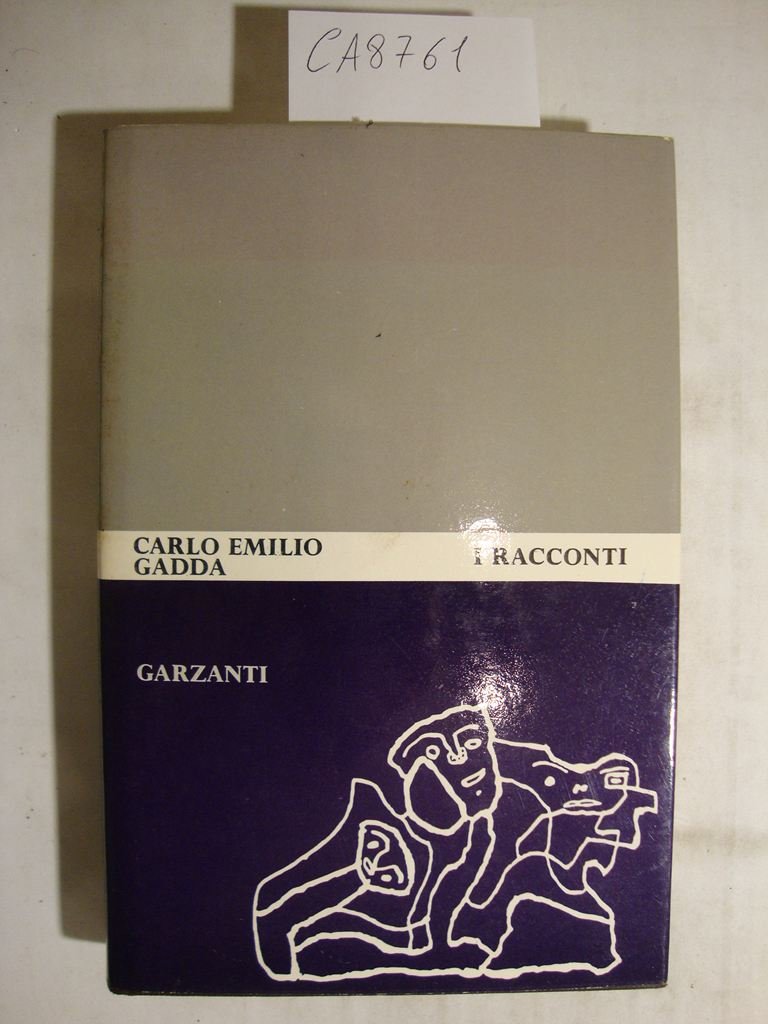 CA8761
CARLO EMILIO
GADDA
I RACCONTI
GARZANTI